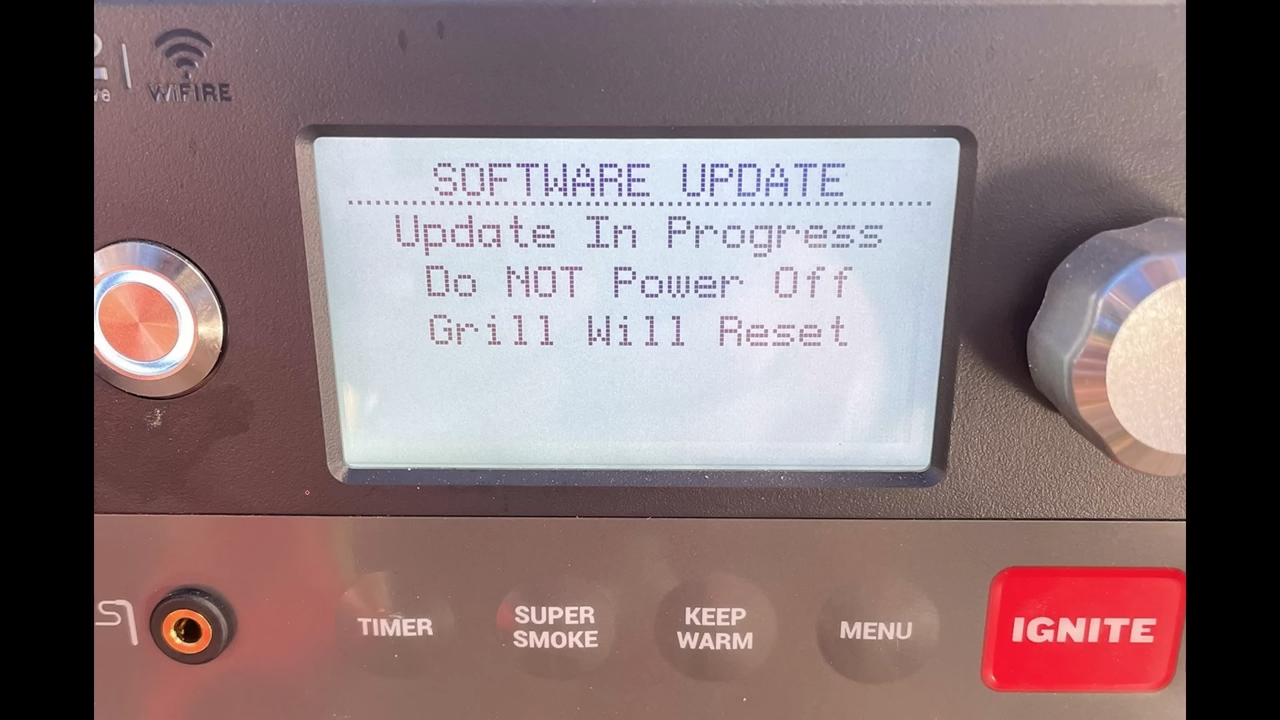 WiFIRE
SOFTWARE UPDATE
Update In Progress
Do NOT Power Off
Grill Will Reset
TIMER
SUPER
SMOKE
KEEP
WARM
MENU
IGNITE